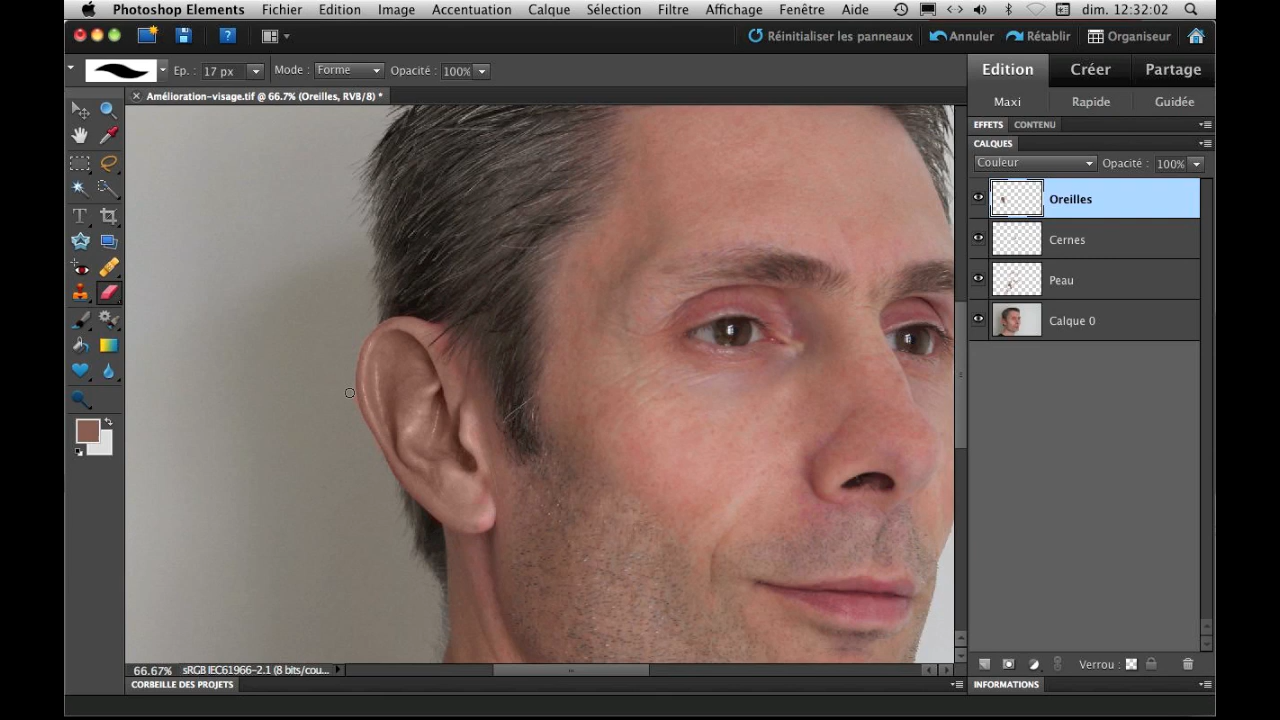 Photoshop Elements Fichier Edition Image Accentuation Calque Sélection Filtre Affichage Fenêtre Aide dim. 12:32:02
Réinitialiser les panneaux Annuler Rétablir Organiseur
Ep. : 17 px Mode : Forme Opacité : 100%
Edition Créer Partage
Amélioration-visage.tif @ 66.7% (Oreilles, RVB/8) *
Maxi Rapide Guidée
EFFETS CONTENU
CALQUES
Couleur Opacité : 100%
Oreilles
Cernes
Peau
Calque 0
T
Verrou :
66.67% sRGB IEC61966-2.1 (8 bits/cou...
CORBEILLE DES PROJETS INFORMATIONS